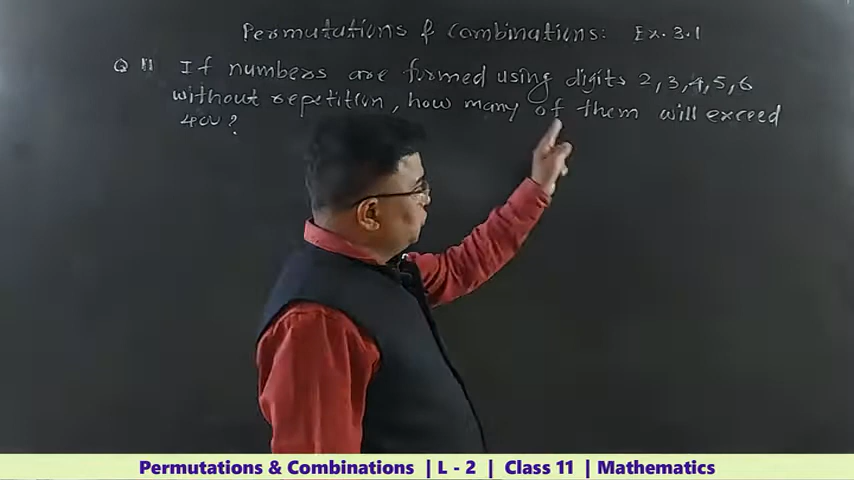 Permutations & Combinations: Ex. 3.1
Q 11 If numbers are formed using digits 2,3,4,5,6
without repetition, how many of them will exceed
400?
Permutations & Combinations | L - 2 | Class 11 | Mathematics